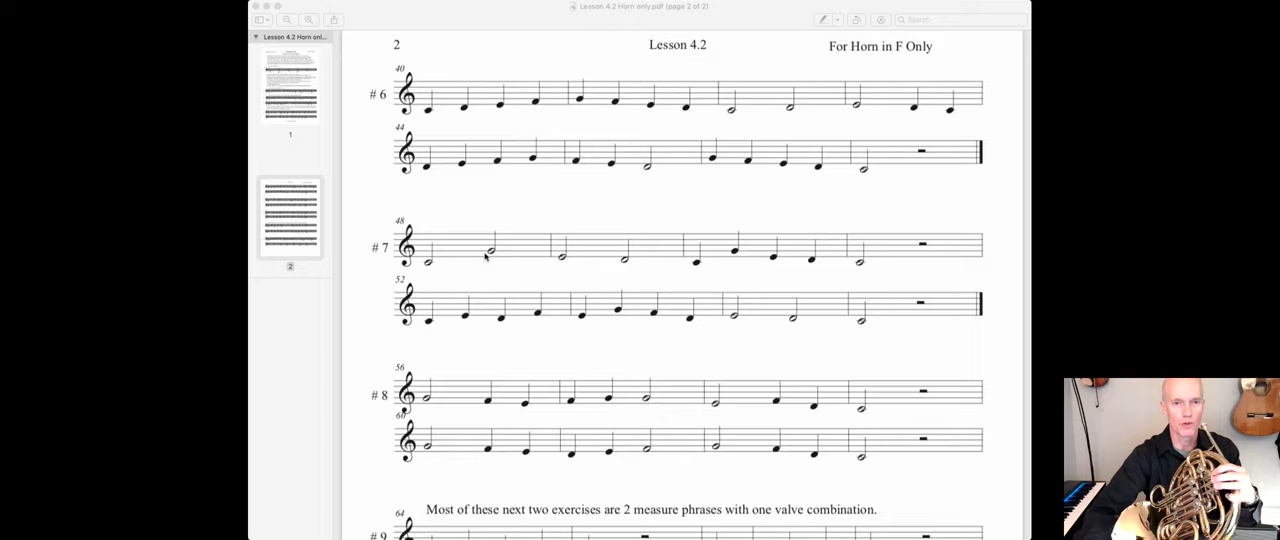 Lesson 4.2 Horn only.pdf (page 2 of 2)
Search
Lesson 4.2 Horn onl...
1
2
2 Lesson 4.2 For Horn in F Only
40
# 6
44
48
# 7
52
56
# 8
60
Most of these next two exercises are 2 measure phrases with one valve combination.
64
# 9